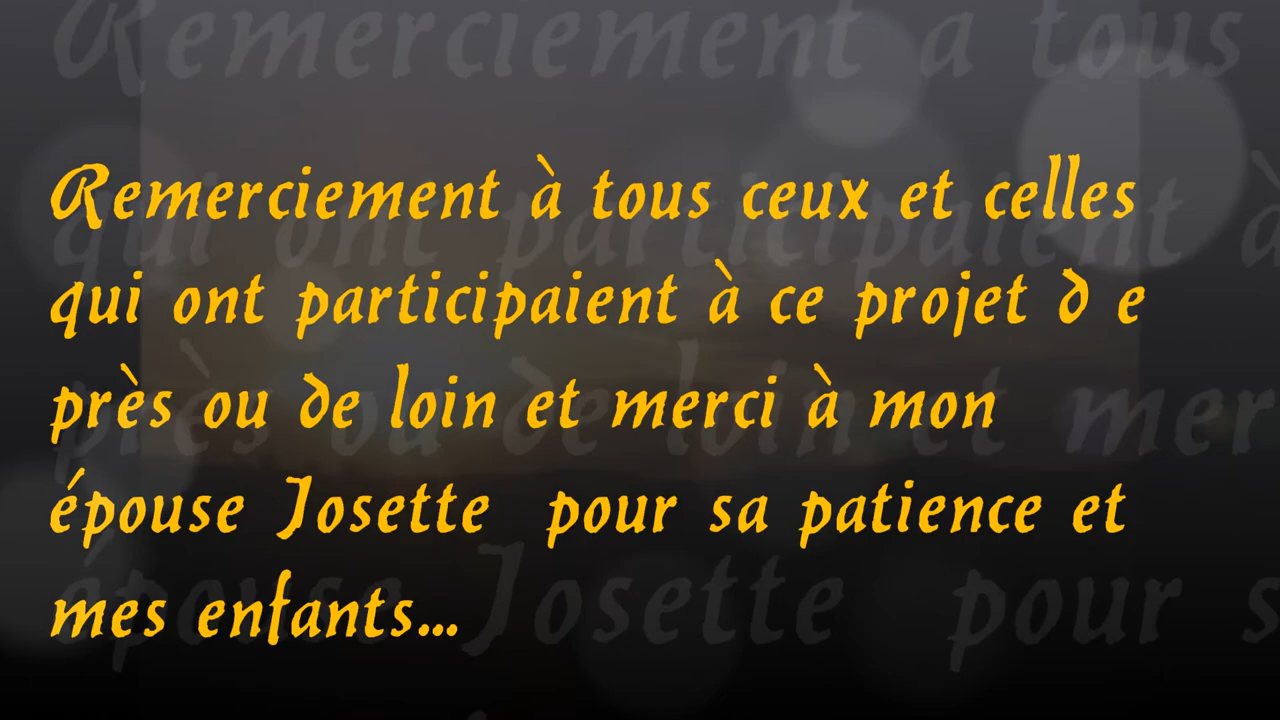 Remerciement à tous ceux et celles
qui ont participaient à ce projet d e
près ou de loin et merci à mon
épouse Josette  pour sa patience et
mes enfants...